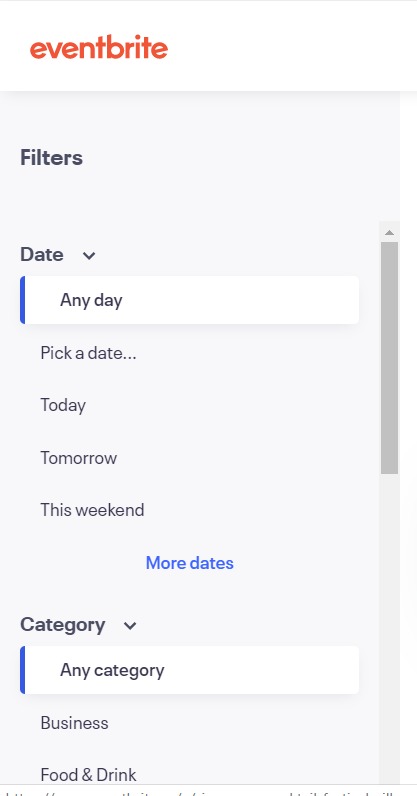 eventbrite
Filters
Date
Any day
Pick a date...
Today
Tomorrow
This weekend
More dates
Category
Any category
Business
Food & Drink